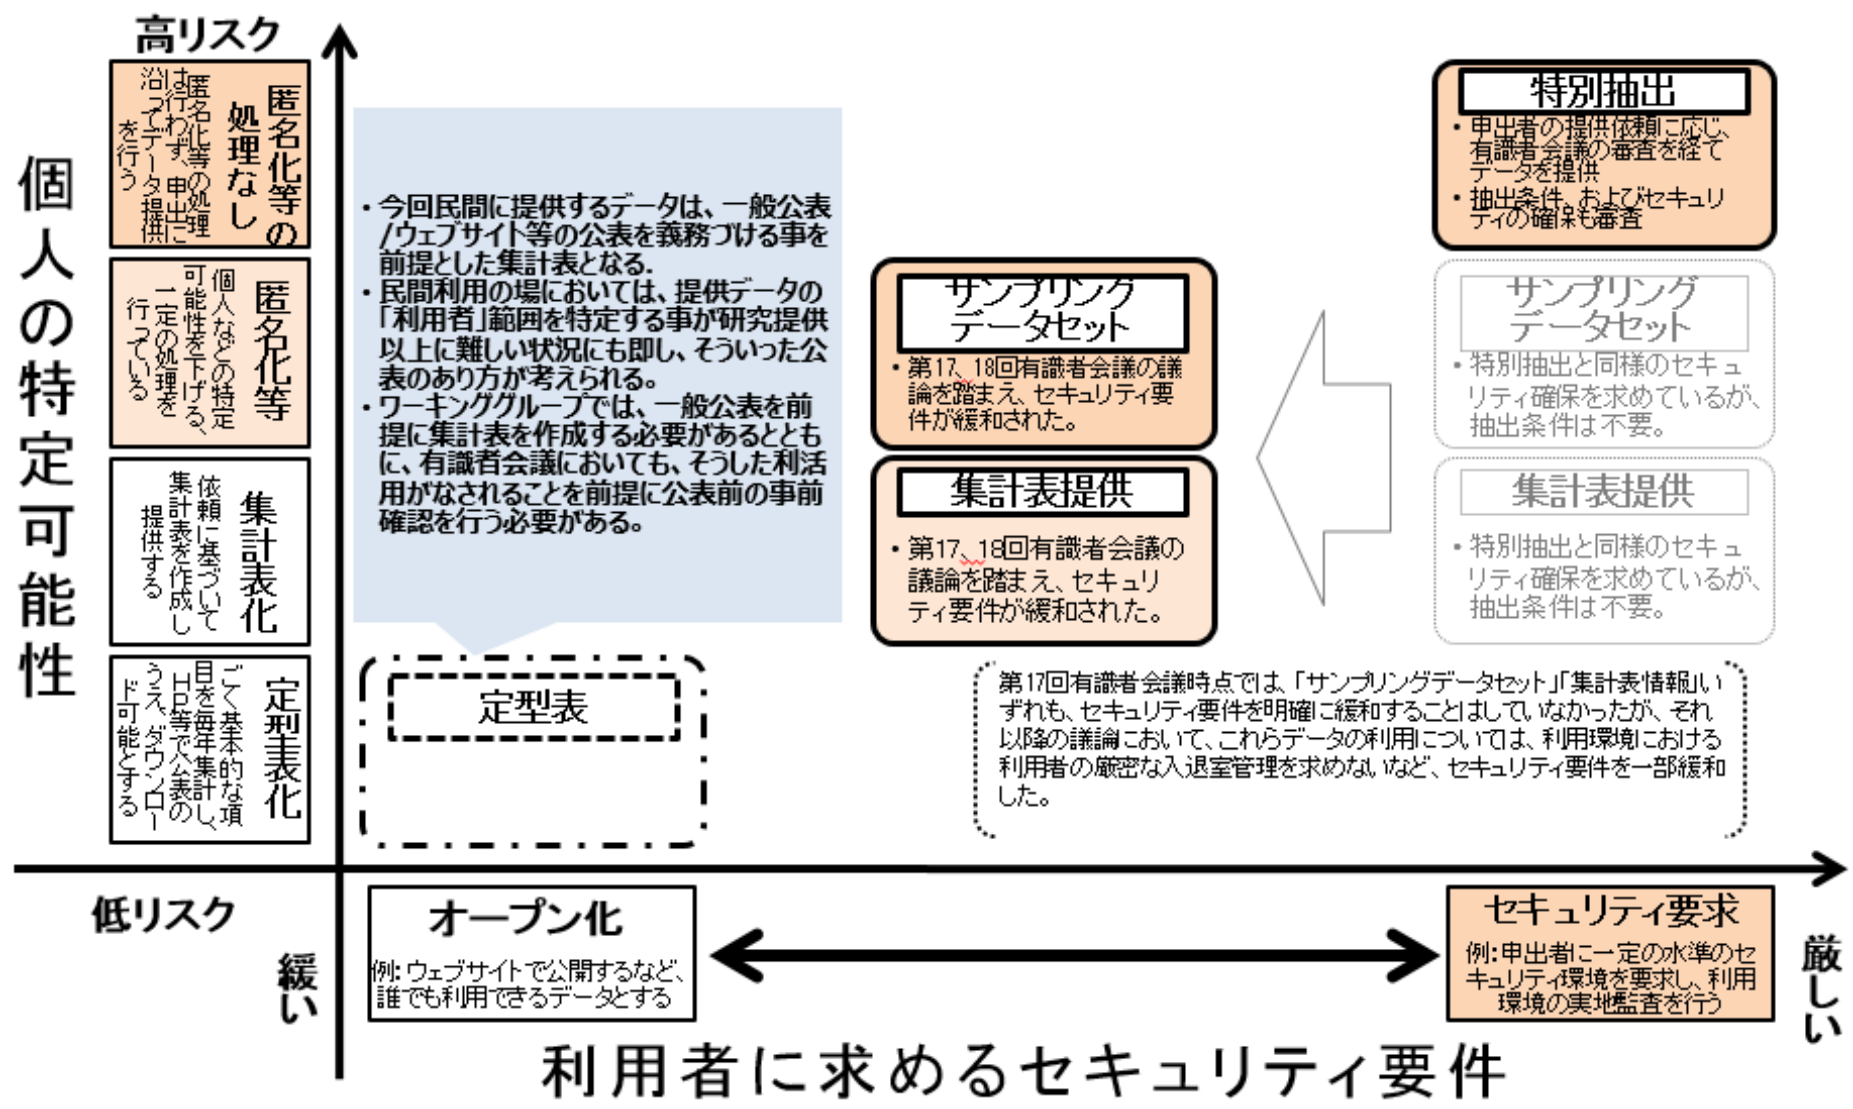 高リスク
個人の特定可能性
匿名化等の
処理なし
匿名化等の処理
は行わず、申出に
沿ってデータ提供
を行う
匿名化等
個人などの特定
可能性を下げる、
一定の処理を
行っている
集計表化
依頼に基づいて
集計表を作成し
提供する
定型表化
ごく基本的な項
目を毎年集計し、
HP等で公表の
うえ、ダウンロー
ド可能とする
・今回民間に提供するデータは、一般公表
/ウェブサイト等の公表を義務づける事を
前提とした集計表となる.
・民間利用の場においては、提供データの
「利用者」範囲を特定する事が研究提供
以上に難しい状況にも即し、そういった公
表のあり方が考えられる。
・ワーキンググループでは、一般公表を前
提に集計表を作成する必要があるととも
に、有識者会議においても、そうした利活
用がなされることを前提に公表前の事前
確認を行う必要がある。
定型表
サンプリング
データセット
・第17、18回有識者会議の議
論を踏まえ、セキュリティ要
件が緩和された。
集計表提供
・第17、18回有識者会議の
議論を踏まえ、セキュリ
ティ要件が緩和された。
特別抽出
・申出者の提供依頼に応じ、
有識者会議の審査を経て
データを提供
・抽出条件、およびセキュリ
ティの確保も審査
サンプリング
データセット
・特別抽出と同様のセキュ
リティ確保を求めているが、
抽出条件は不要。
集計表提供
・特別抽出と同様のセキュ
リティ確保を求めているが、
抽出条件は不要。
第17回有識者会議時点では、「サンプリングデータセット」「集計表情報」い
ずれも、セキュリティ要件を明確に緩和することはしていなかったが、それ
以降の議論において、これらデータの利用については、利用環境における
利用者の厳密な入退室管理を求めないなど、セキュリティ要件を一部緩和
した。
低リスク
緩い
オープン化
例：ウェブサイトで公開するなど、
誰でも利用できるデータとする
セキュリティ要求
例：申出者に一定の水準のセ
キュリティ環境を要求し、利用
環境の実地監査を行う
厳しい
利用者に求めるセキュリティ要件